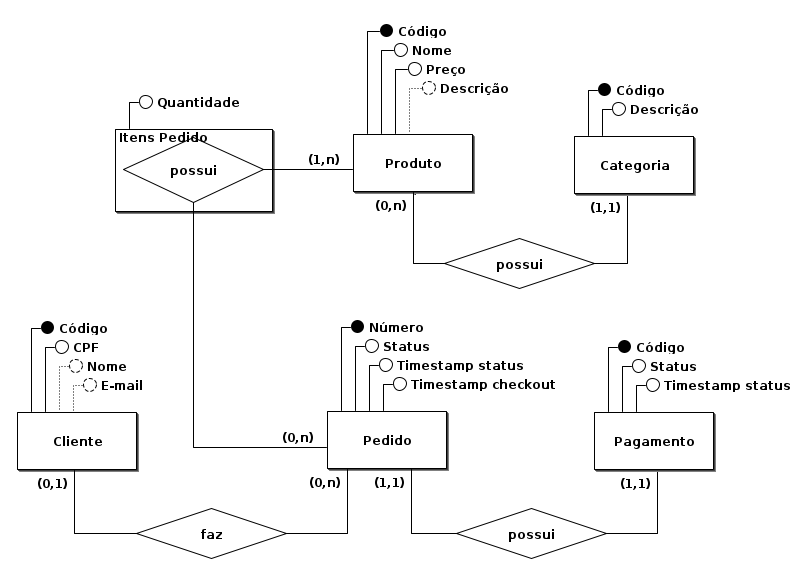 Código
Nome
Preço
Descrição
Código
Descrição
Quantidade
Itens Pedido
possui
(1,n)
Produto
Categoria
(0,n)
(1,1)
possui
Código
CPF
Nome
E-mail
Número
Status
Timestamp status
Timestamp checkout
Código
Status
Timestamp status
Cliente
(0,n)
Pedido
Pagamento
(0,1)
(0,n)
(1,1)
(1,1)
faz
possui